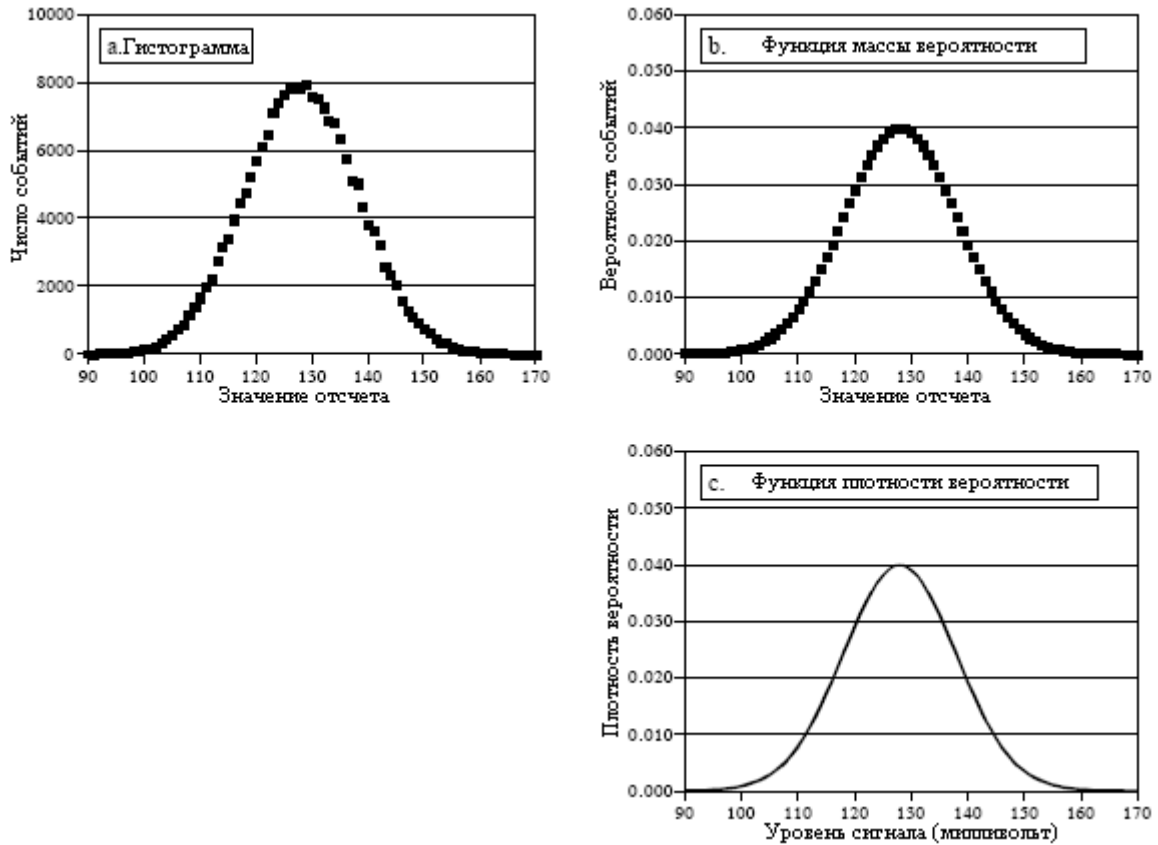 a.Гистограмма
10000
8000
6000
4000
2000
0
Число событий
90 100 110 120 130 140 150 160 170
Значение отсчета
b. Функция массы вероятности
0.060
0.050
0.040
0.030
0.020
0.010
0.000
Вероятность событий
90 100 110 120 130 140 150 160 170
Значение отсчета
c. Функция плотности вероятности
0.060
0.050
0.040
0.030
0.020
0.010
0.000
Плотность вероятности
90 100 110 120 130 140 150 160 170
Уровень сигнала (милливольт)